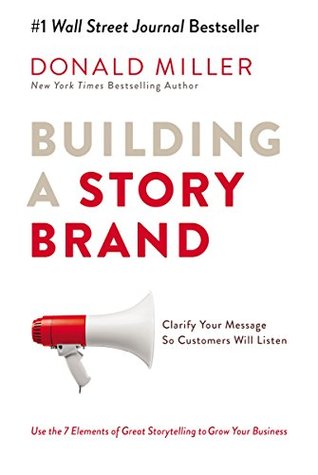 #1 Wall Street Journal Bestseller
DONALD MILLER
New York Times Bestselling Author
BUILDING
A STORY
BRAND
Clarify Your Message
So Customers Will Listen
Use the 7 Elements of Great Storytelling to Grow Your Business